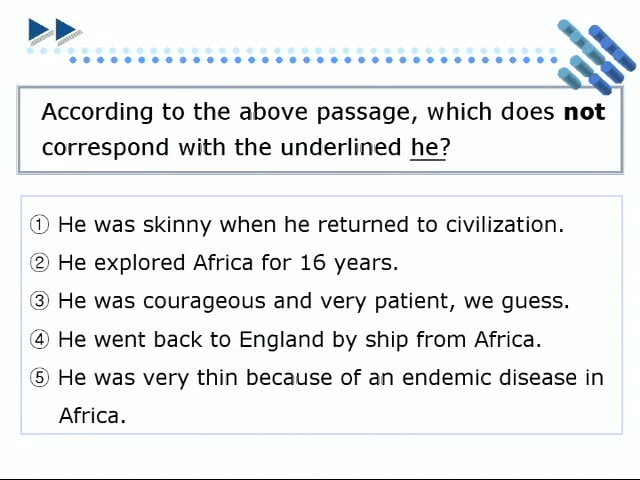 According to the above passage, which does not
correspond with the underlined he?
① He was skinny when he returned to civilization.
② He explored Africa for 16 years.
③ He was courageous and very patient, we guess.
④ He went back to England by ship from Africa.
⑤ He was very thin because of an endemic disease in
Africa.